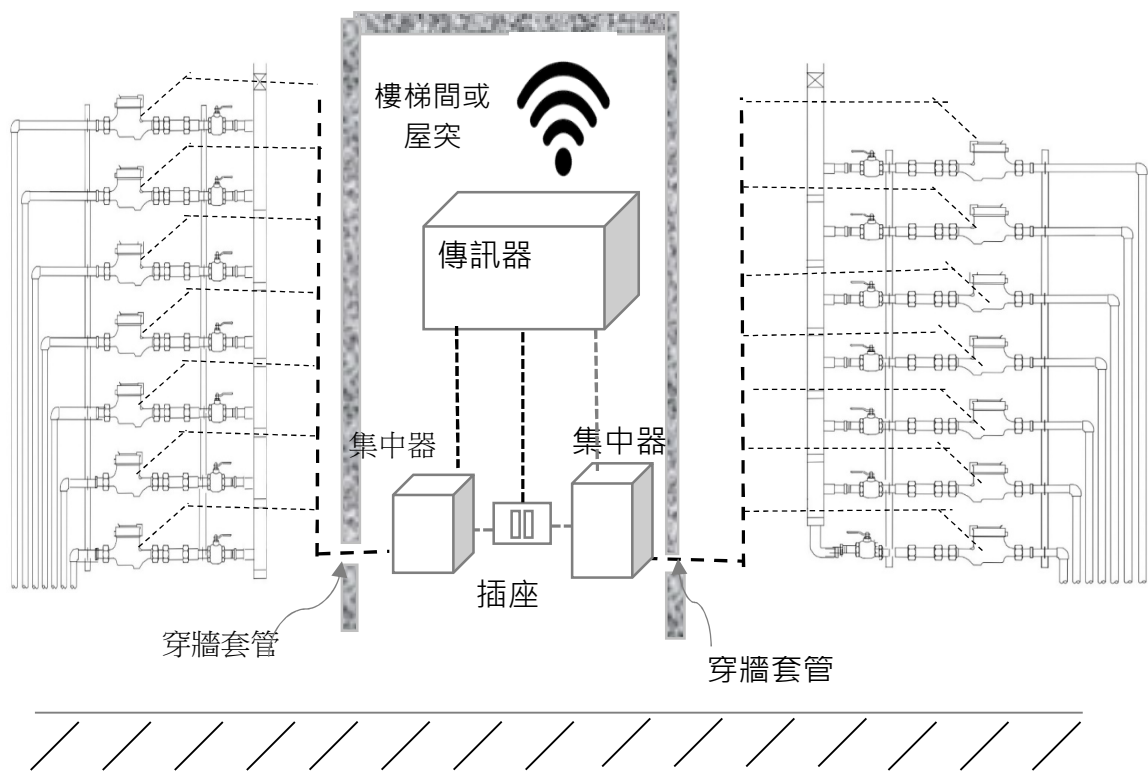 樓梯間或
屋突
傳訊器
集中器
集中器
插座
穿牆套管
穿牆套管